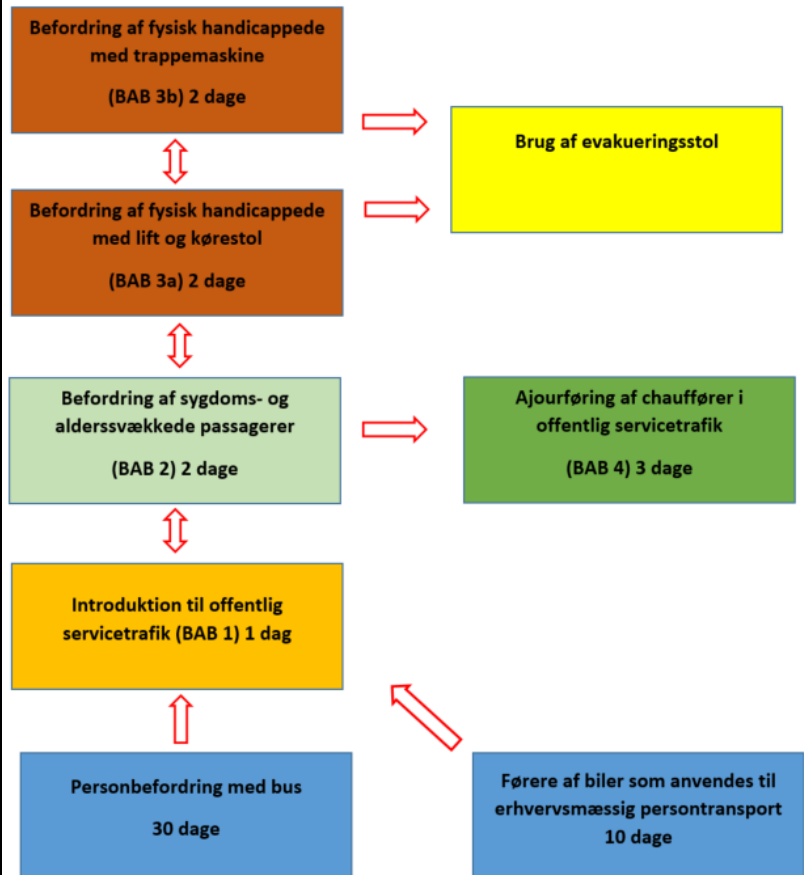 Befordring af fysisk handicappede
med trappemaskine
(BAB 3b) 2 dage
Brug af evakueringsstol
Befordring af fysisk handicappede
med lift og kørestol
(BAB 3a) 2 dage
Befordring af sygdoms- og
alderssvækkede passagerer
(BAB 2) 2 dage
Ajourføring af chauffører i
offentlig servicetrafik
(BAB 4) 3 dage
Introduktion til offentlig
servicetrafik (BAB 1) 1 dag
Personbefordring med bus
30 dage
Førere af biler som anvendes til
erhvervsmæssig persontransport
10 dage